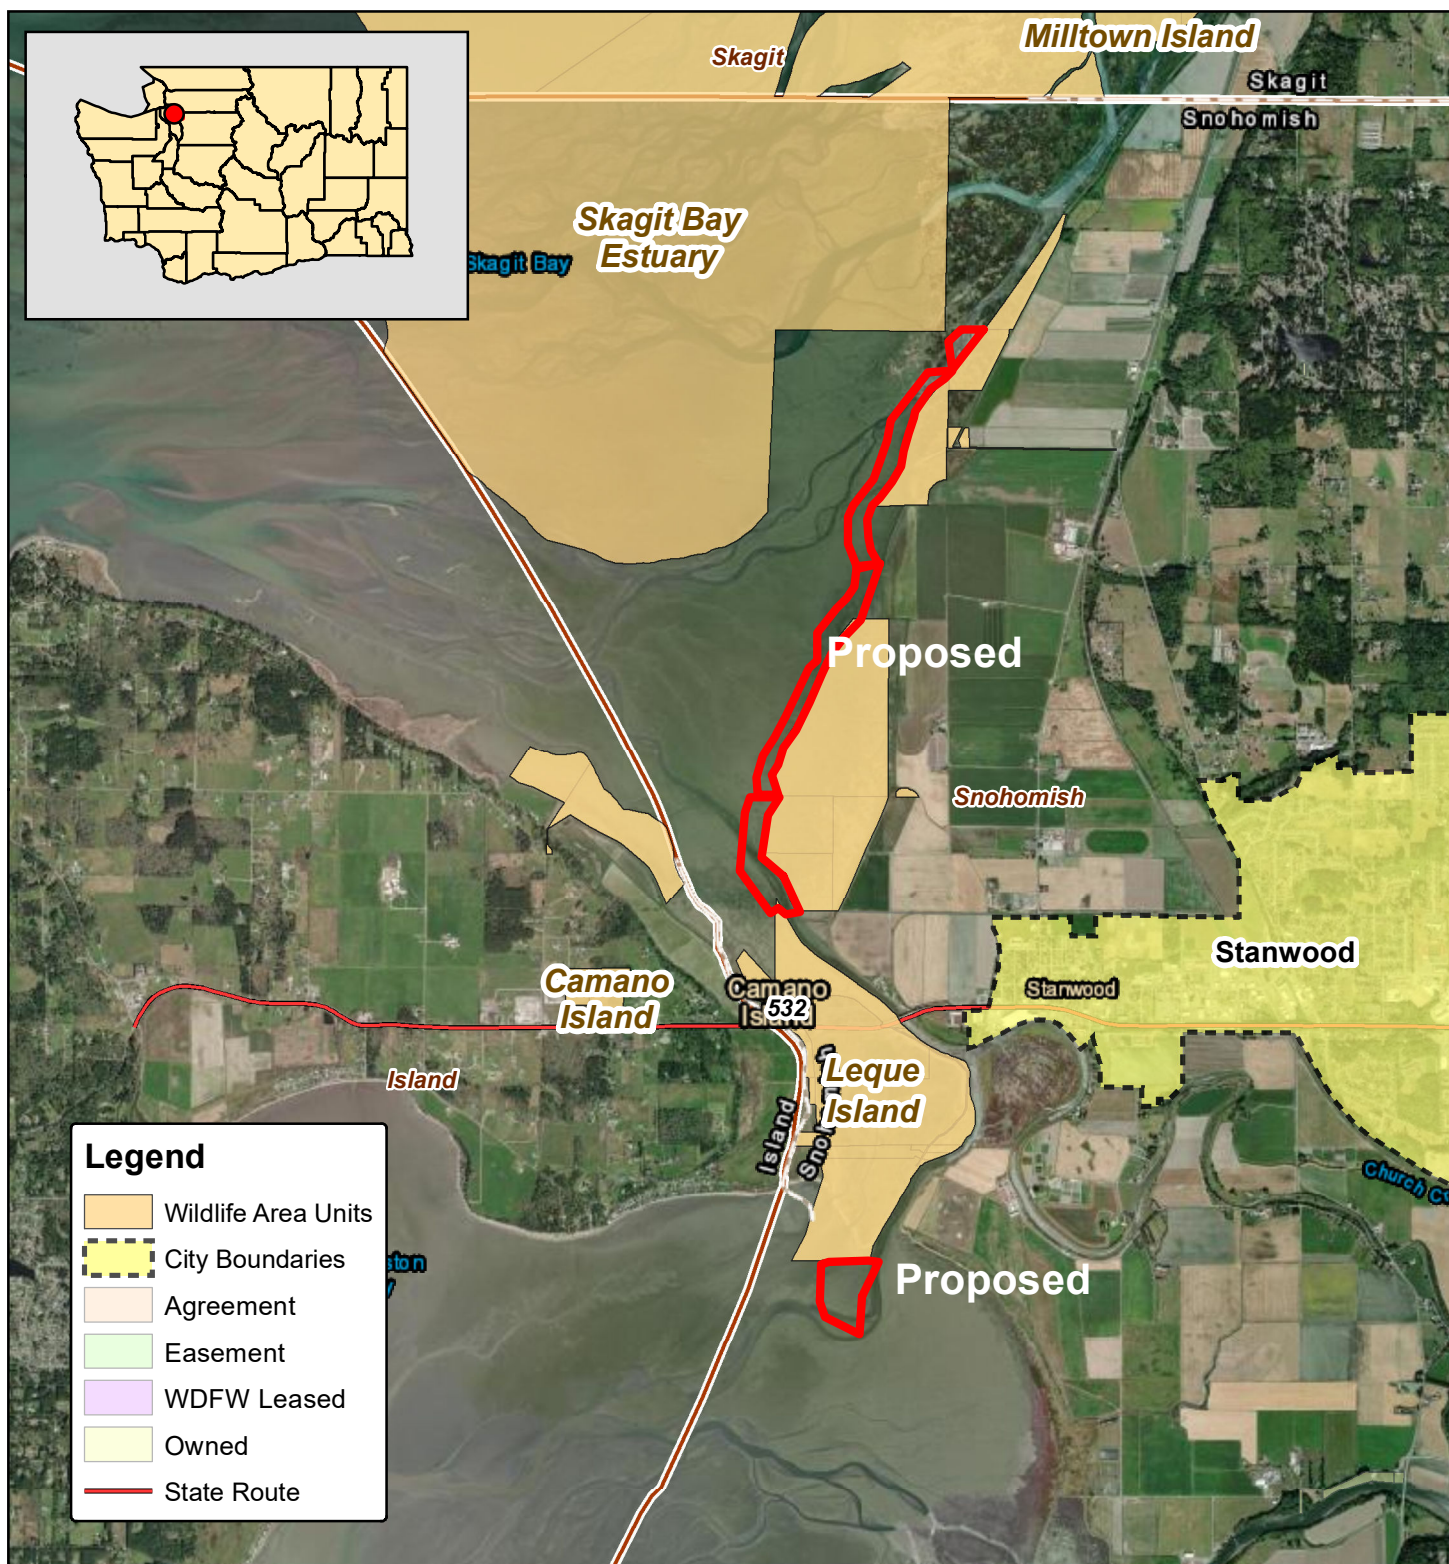 Milltown Island
Skagit
Skagit
Snohomish
Skagit Bay
Estuary
Skagit Bay
Proposed
Snohomish
Stanwood
Stanwood
Camano
Island
Camano
Island
532
Leque
Island
Island
Island
Proposed
Church
Legend
Wildlife Area Units
City Boundaries
Agreement
Easement
WDFW Leased
Owned
State Route